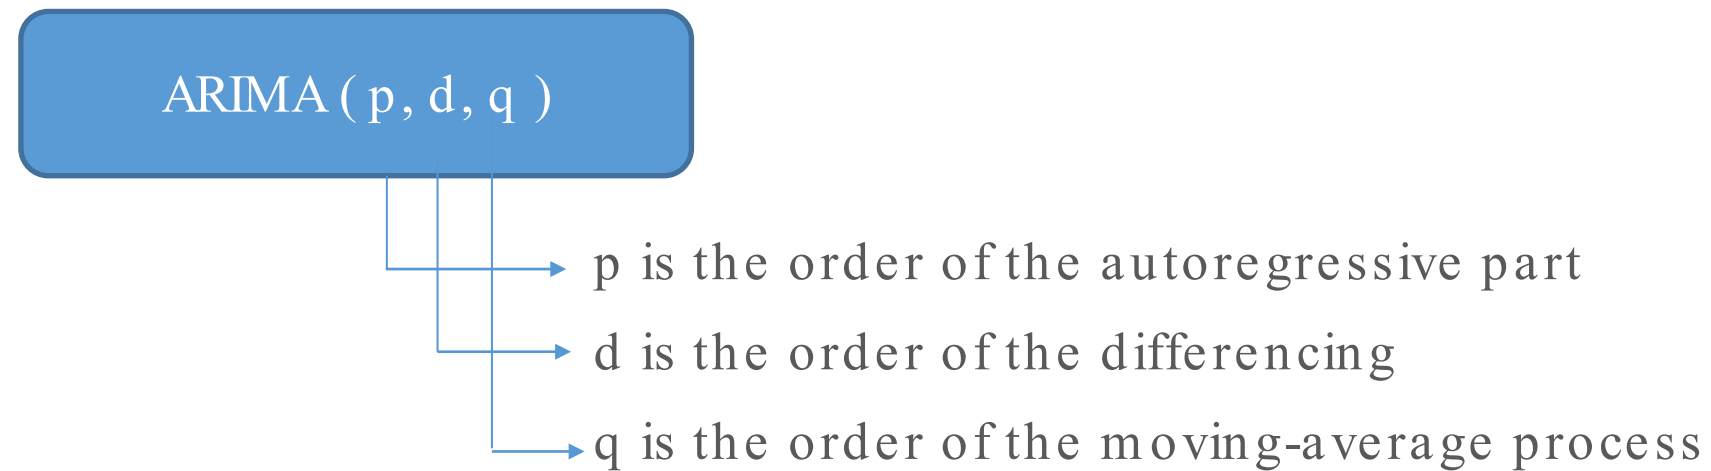 ARIMA ( p, d, q )
p is the order of the autoregressive part
d is the order of the differencing
q is the order of the moving-average process